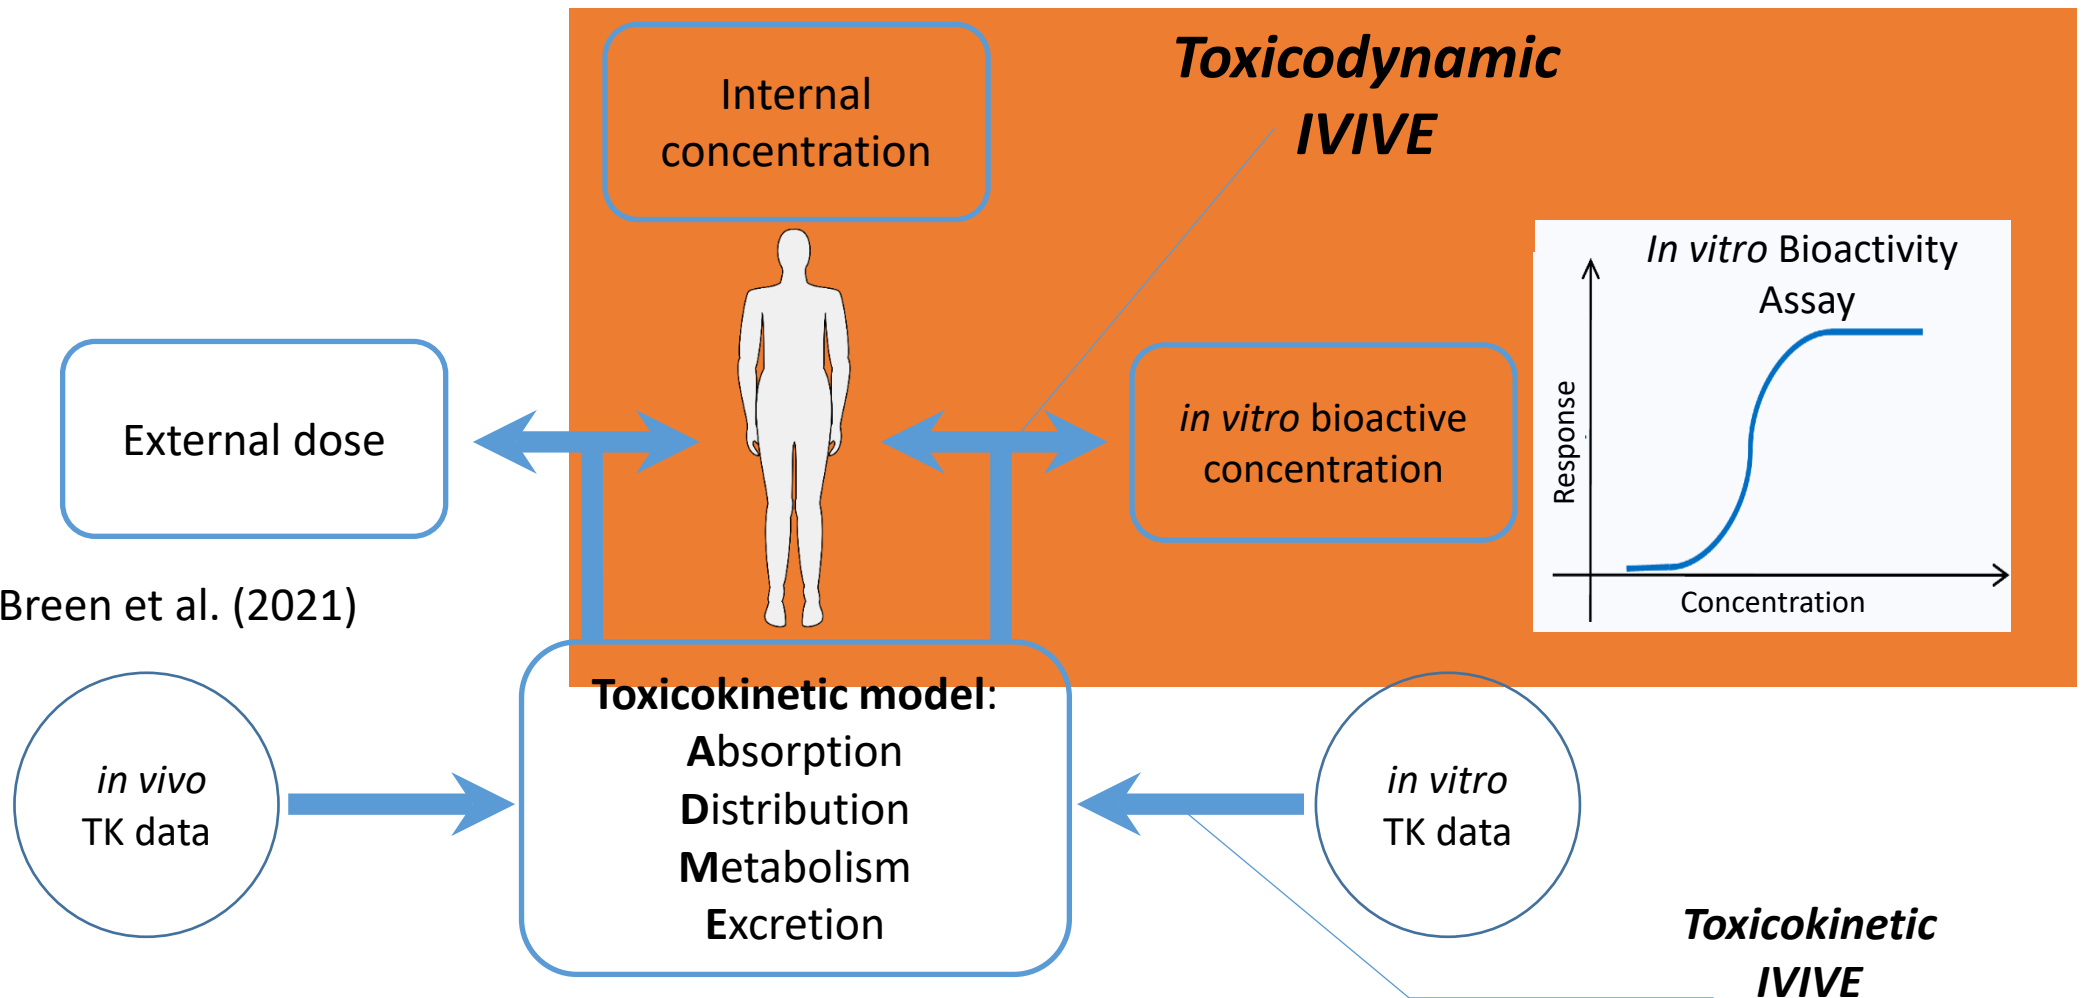 Toxicodynamic
IVIVE
Internal
concentration
In vitro Bioactivity
Assay
Response
Concentration
External dose
in vitro bioactive
concentration
Breen et al. (2021)
Toxicokinetic model:
Absorption
Distribution
Metabolism
Excretion
in vivo
TK data
in vitro
TK data
Toxicokinetic
IVIVE